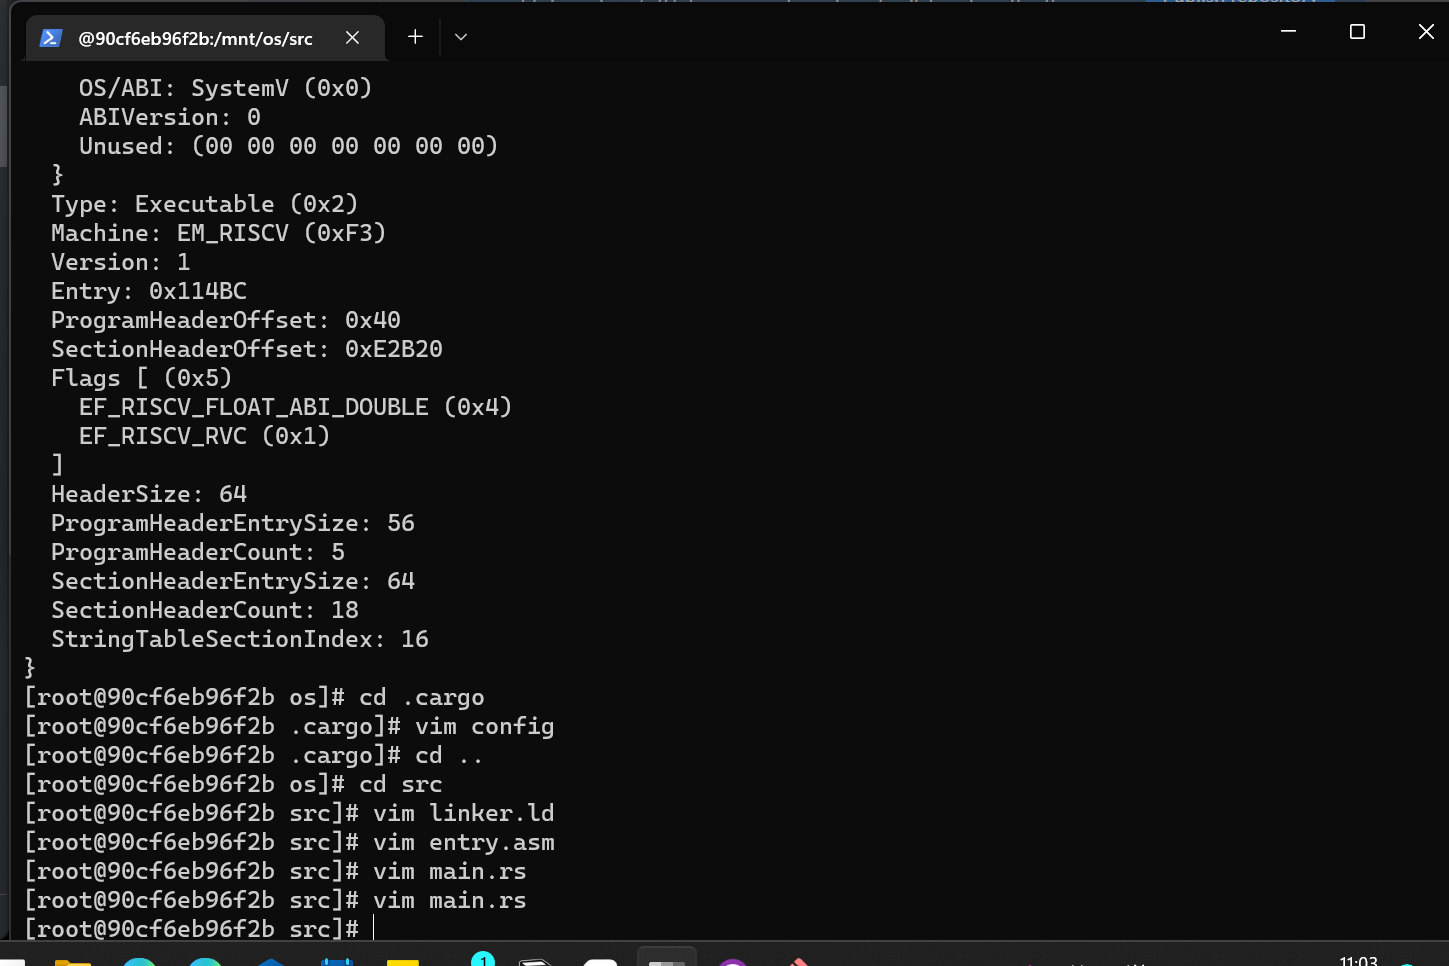 @90cf6eb96f2b:/mnt/os/src
OS/ABI: SystemV (0x0)
ABIVersion: 0
Unused: (00 00 00 00 00 00 00)
}
Type: Executable (0x2)
Machine: EM_RISCV (0xF3)
Version: 1
Entry: 0x114BC
ProgramHeaderOffset: 0x40
SectionHeaderOffset: 0xE2B20
Flags [ (0x5)
EF_RISCV_FLOAT_ABI_DOUBLE (0x4)
EF_RISCV_RVC (0x1)
]
HeaderSize: 64
ProgramHeaderEntrySize: 56
ProgramHeaderCount: 5
SectionHeaderEntrySize: 64
SectionHeaderCount: 18
StringTableSectionIndex: 16
}
[root@90cf6eb96f2b os]# cd .cargo
[root@90cf6eb96f2b .cargo]# vim config
[root@90cf6eb96f2b .cargo]# cd ..
[root@90cf6eb96f2b os]# cd src
[root@90cf6eb96f2b src]# vim linker.ld
[root@90cf6eb96f2b src]# vim entry.asm
[root@90cf6eb96f2b src]# vim main.rs
[root@90cf6eb96f2b src]# vim main.rs
[root@90cf6eb96f2b src]#
1
11:03